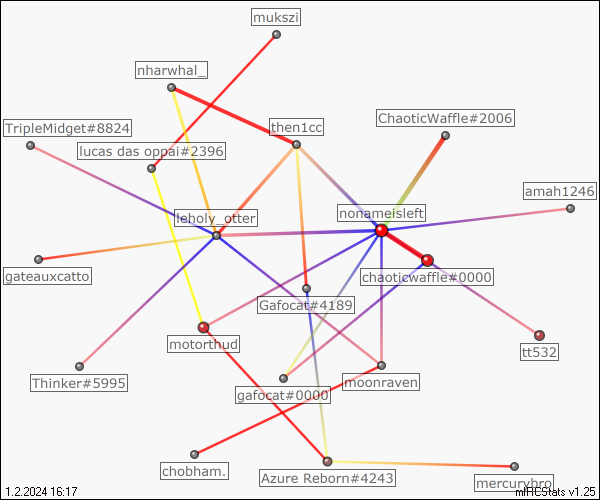 mukszi
nharwhal_
TripleMidget#8824
then1cc
ChaoticWaffle#2006
lucas das oppai#2396
amah1246
leholy_otter
nonameisleft
gateauxcatto
chaoticwaffle#0000
Gafocat#4189
motorthud
tt532
Thinker#5995
gafocat#0000
moonraven
chobham.
Azure Reborn#4243
mercurybro
1.2.2024 16:17
mIRCStats v1.25